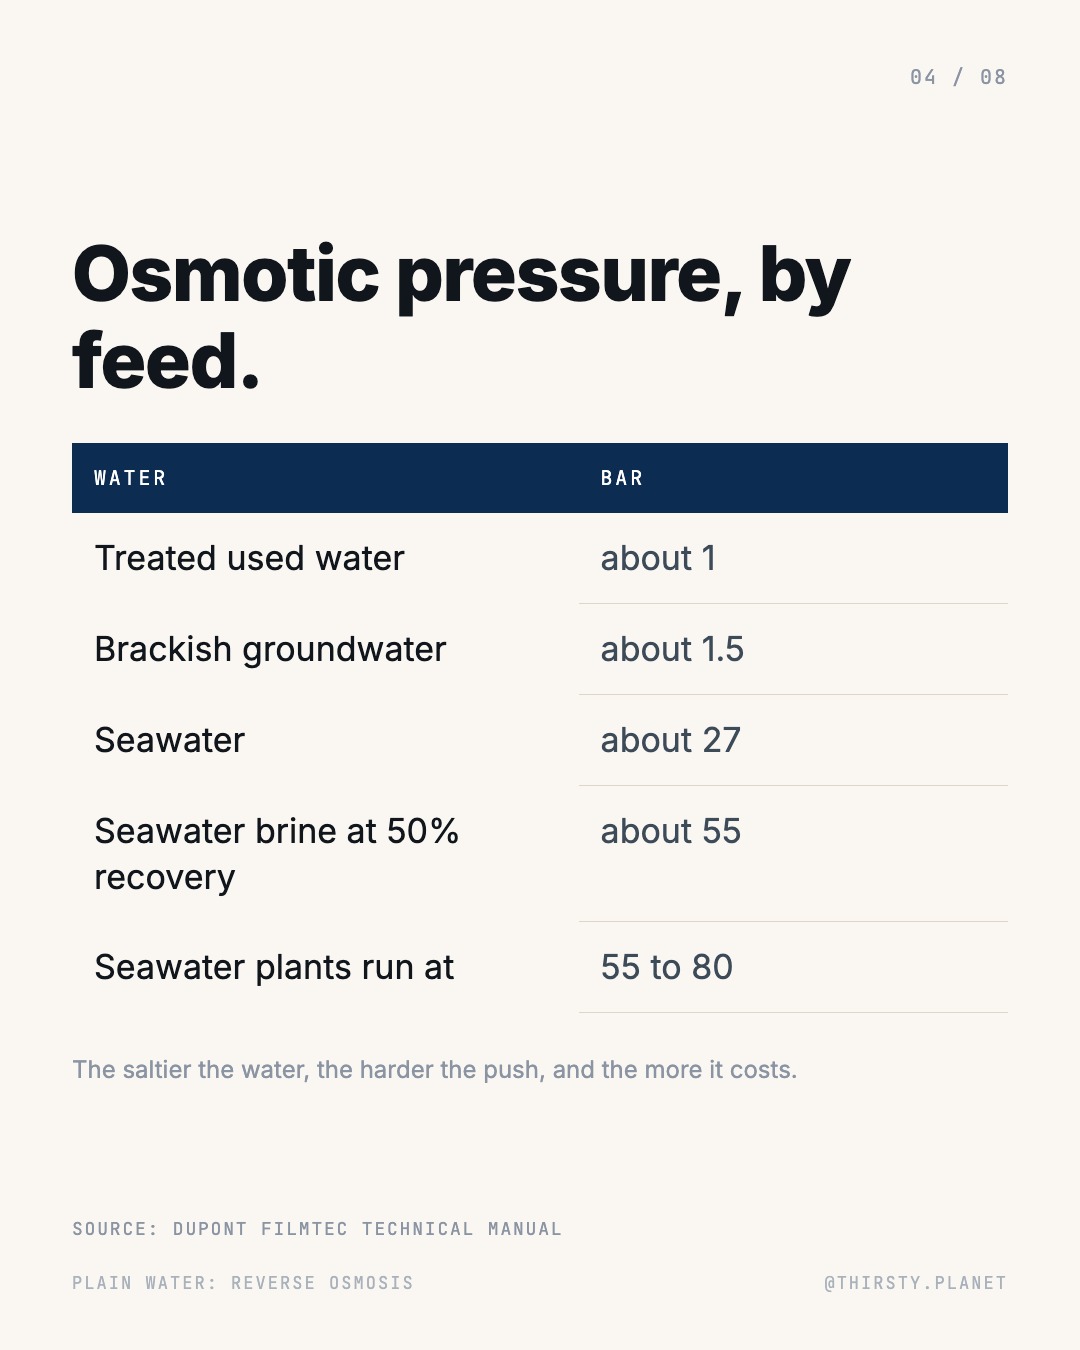 04 / 08
Osmotic pressure, by
feed.
WATER BAR
Treated used water about 1
Brackish groundwater about 1.5
Seawater about 27
Seawater brine at 50% about 55
recovery
Seawater plants run at 55 to 80
The saltier the water, the harder the push, and the more it costs.
SOURCE: DUPONT FILMTEC TECHNICAL MANUAL
PLAIN WATER: REVERSE OSMOSIS @THIRSTY.PLANET